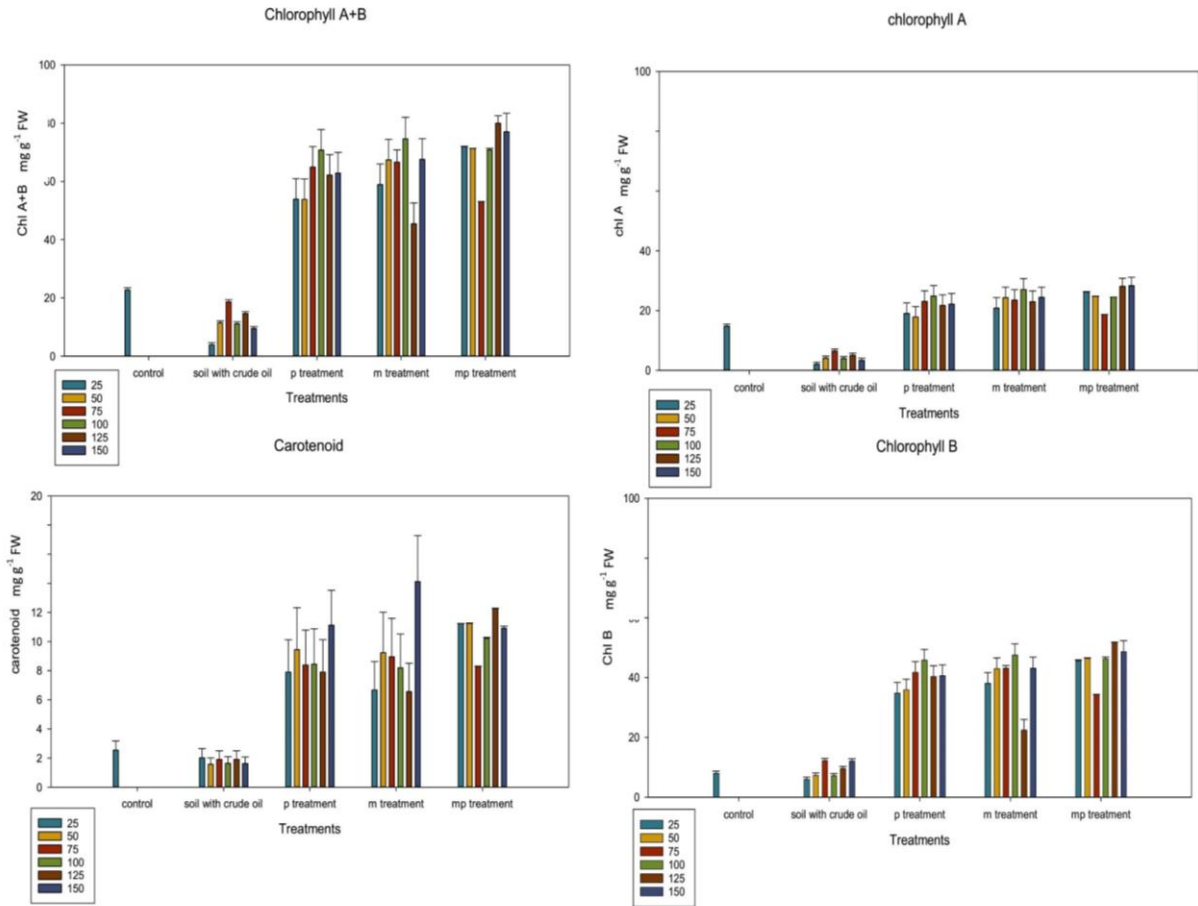 Chlorophyll A+B
Chl A+B mg g⁻¹ FW
100
80
60
40
20
0
control soil with crude oil p treatment m treatment mp treatment
Treatments
25
50
75
100
125
150
chlorophyll A
chl A mg g⁻¹ FW
100
40
20
0
control soil with crude oil p treatment m treatment mp treatment
Treatments
25
50
75
100
125
150
Carotenoid
carotenoid mg g⁻¹ FW
20
12
10
8
6
4
2
0
control soil with crude oil p treatment m treatment mp treatment
Treatments
25
50
75
100
125
150
Chlorophyll B
Chl B mg g⁻¹ FW
100
40
20
0
control soil with crude oil p treatment m treatment mp treatment
Treatments
25
50
75
100
125
150